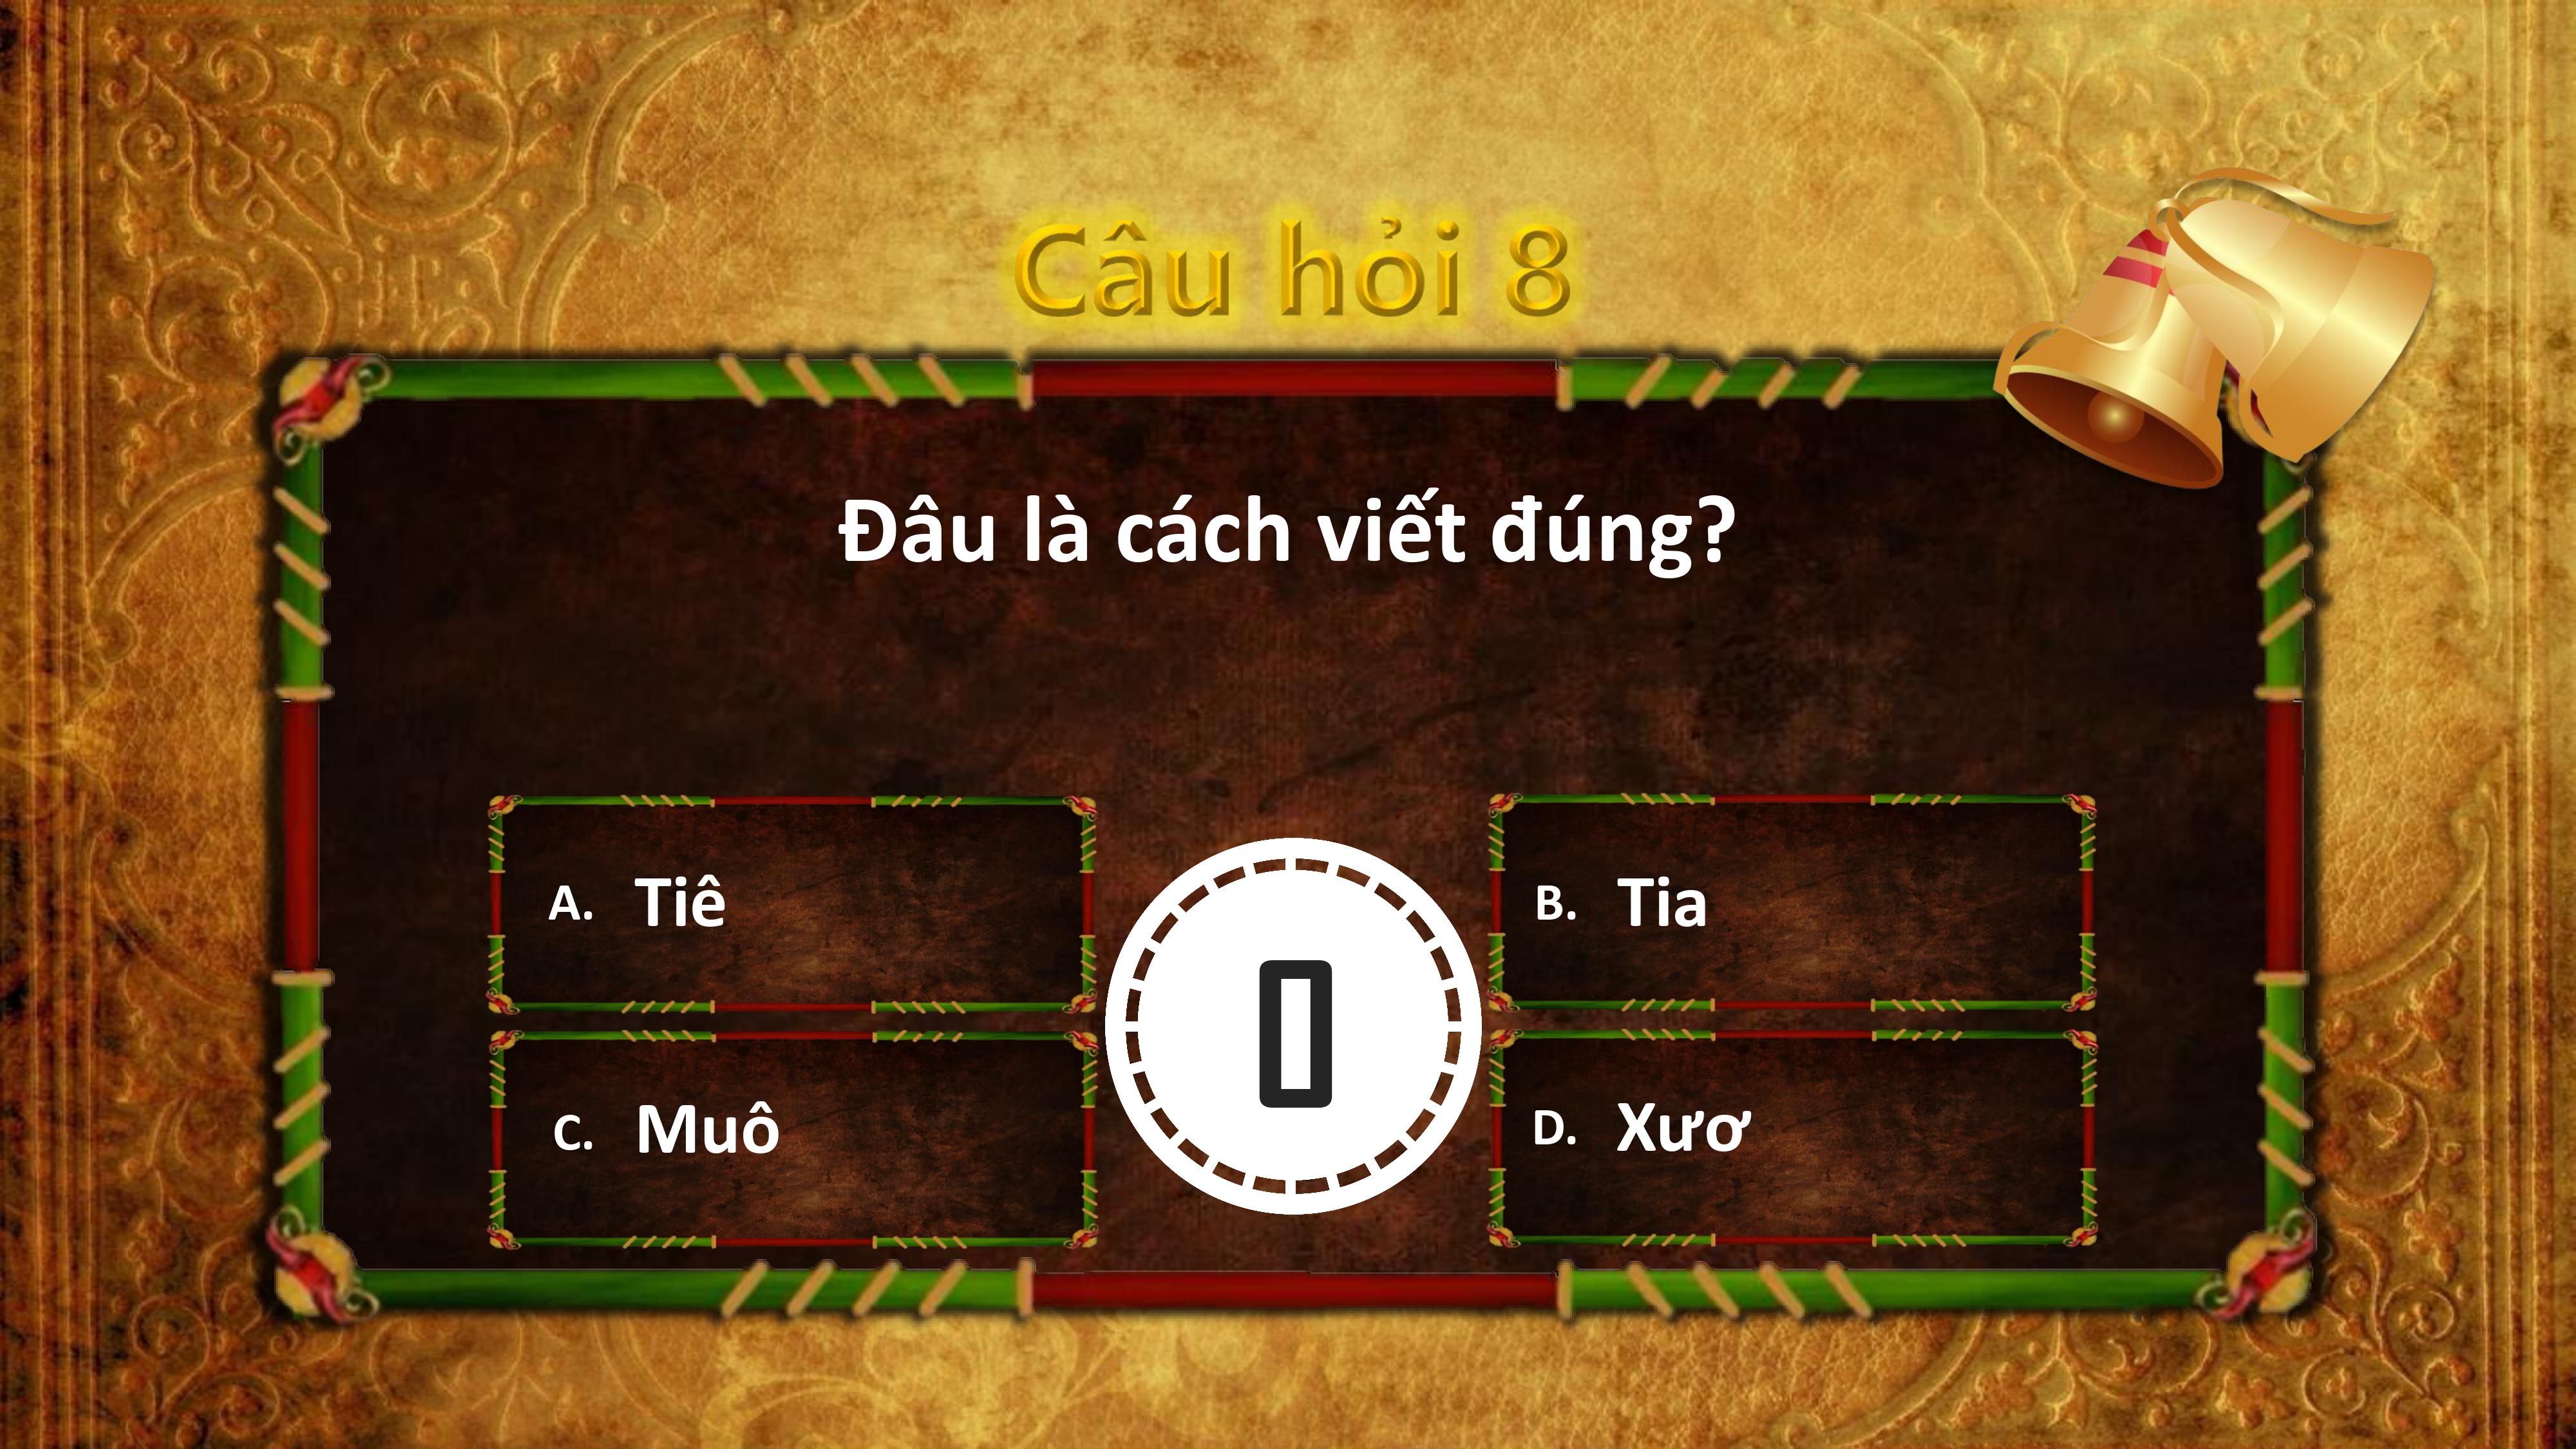 Câu hỏi 8
Đâu là cách viết đúng?
A. Tiê
B. Tia
C. Muô
D. Xươ